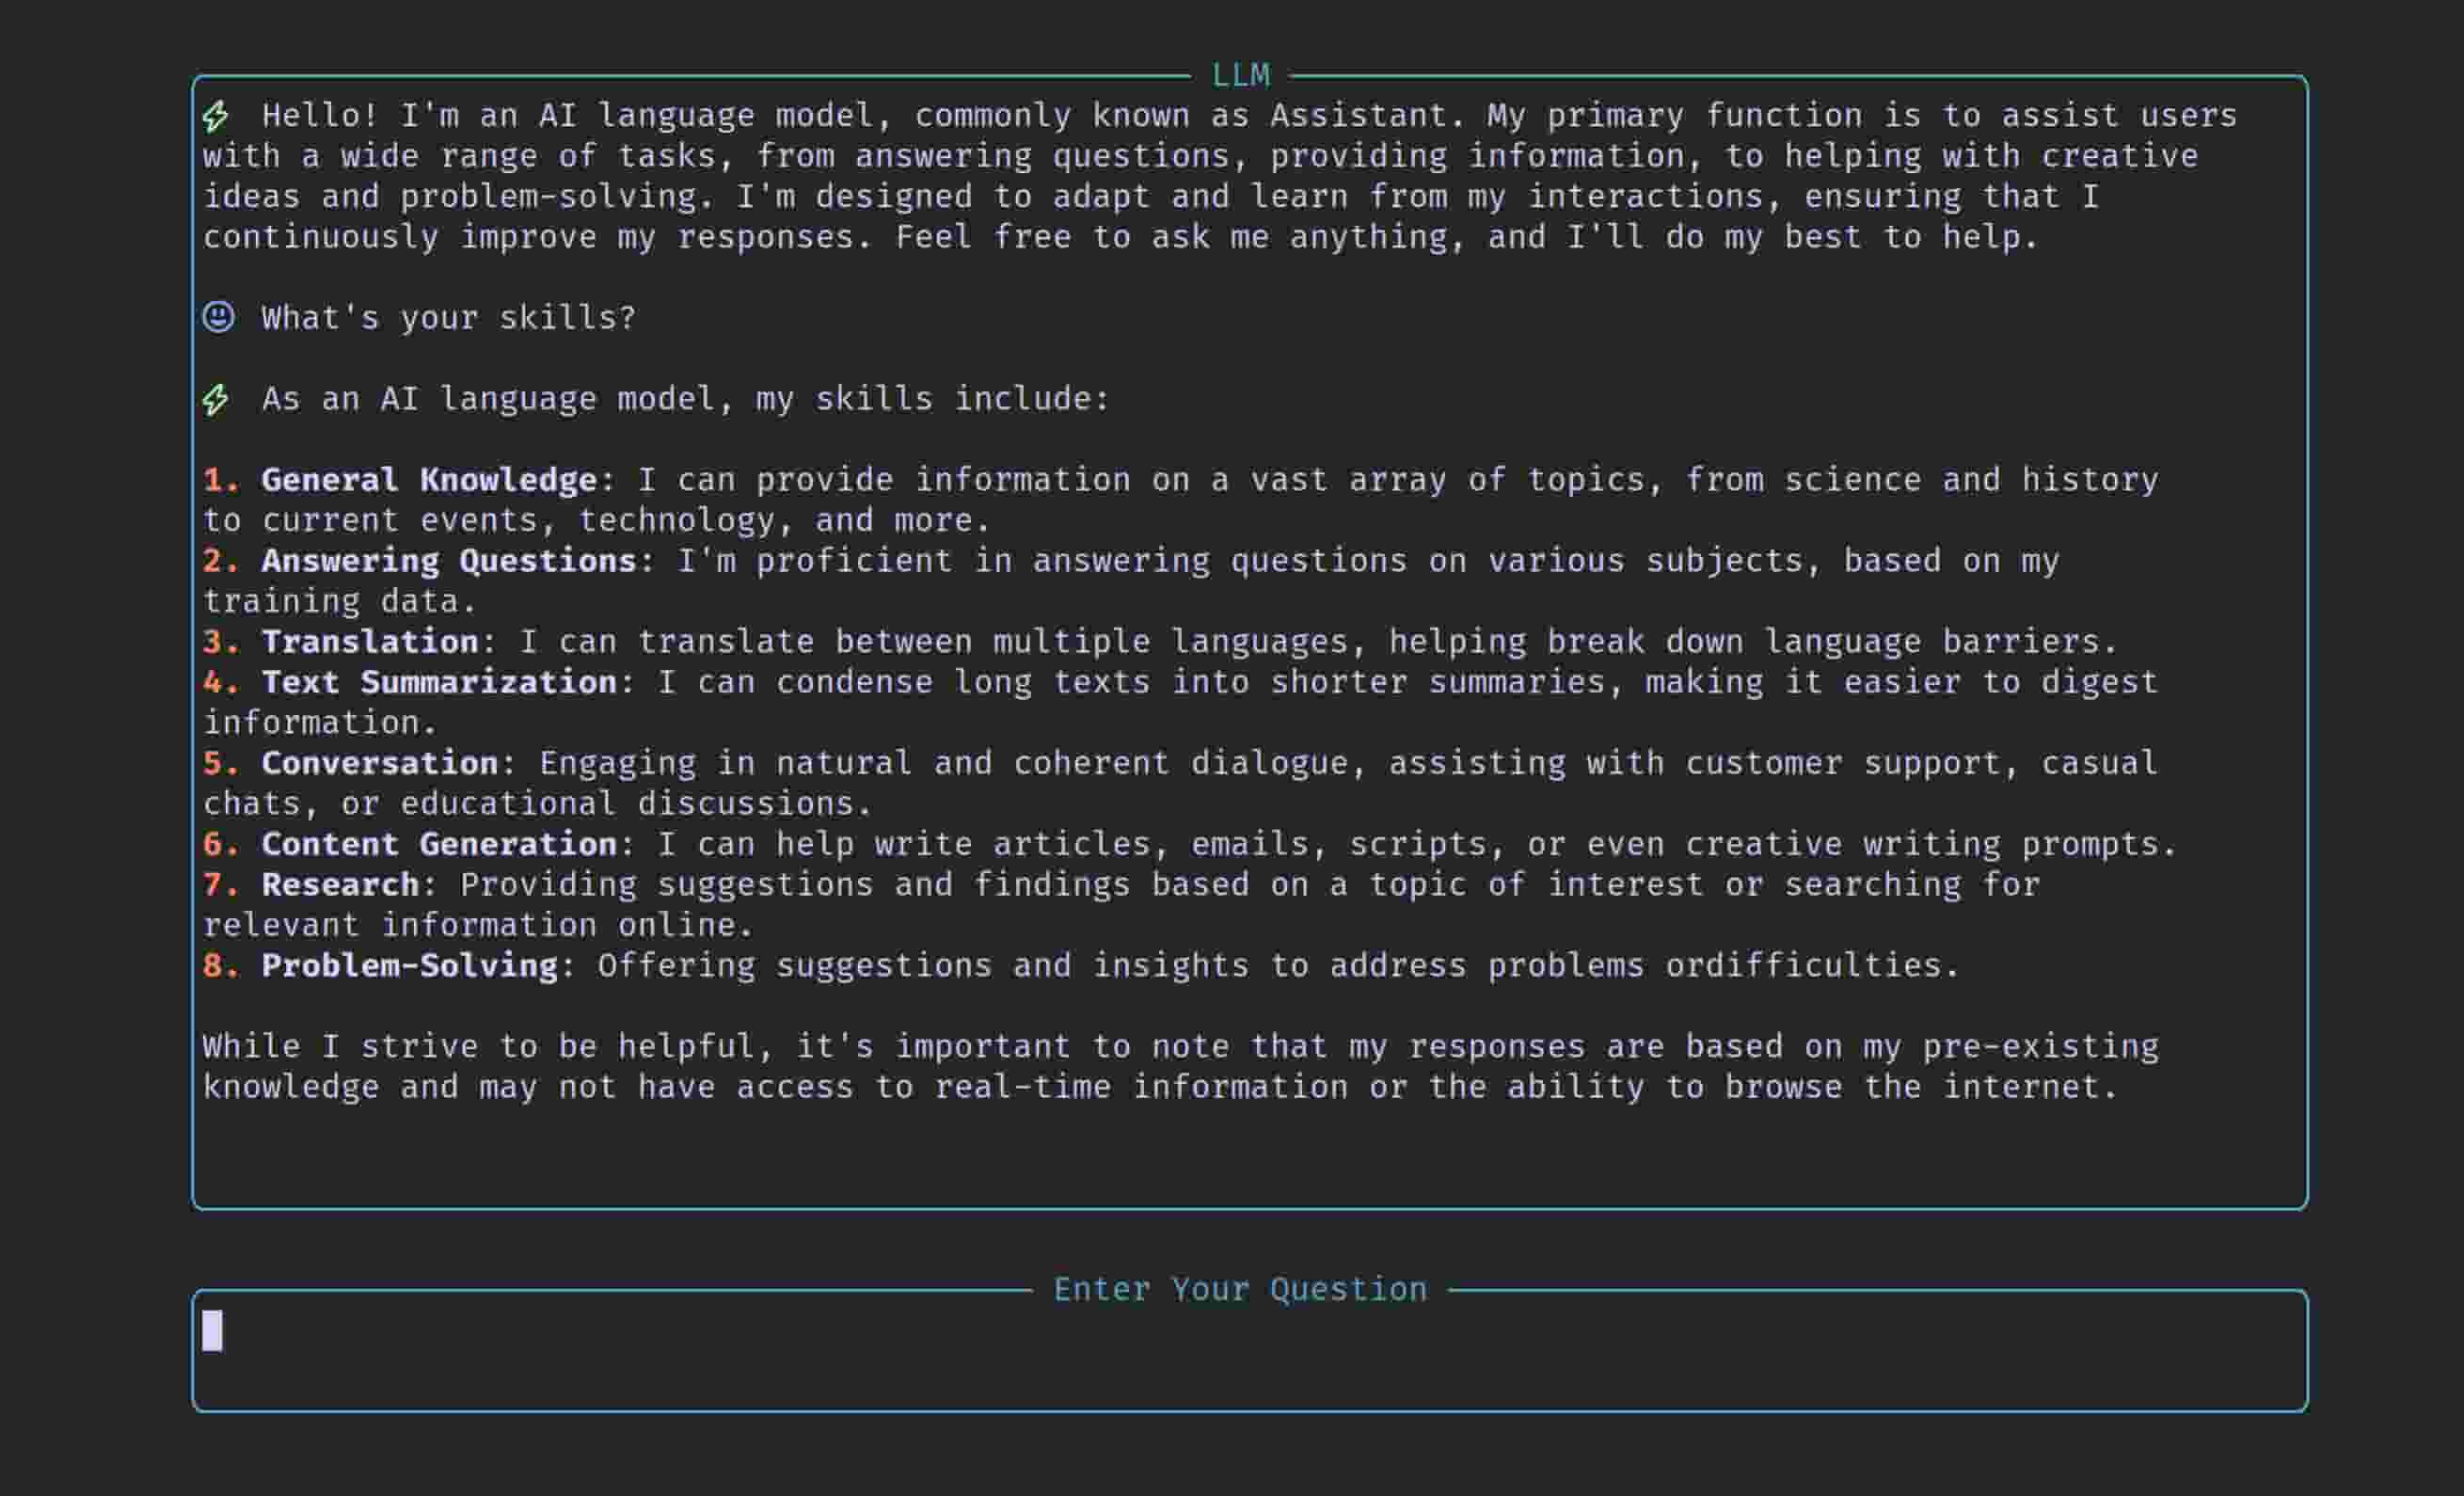 LLM
Hello! I'm an AI language model, commonly known as Assistant. My primary function is to assist users
with a wide range of tasks, from answering questions, providing information, to helping with creative
ideas and problem-solving. I'm designed to adapt and learn from my interactions, ensuring that I
continuously improve my responses. Feel free to ask me anything, and I'll do my best to help.
What's your skills?
As an AI language model, my skills include:
1. General Knowledge: I can provide information on a vast array of topics, from science and history
to current events, technology, and more.
2. Answering Questions: I'm proficient in answering questions on various subjects, based on my
training data.
3. Translation: I can translate between multiple languages, helping break down language barriers.
4. Text Summarization: I can condense long texts into shorter summaries, making it easier to digest
information.
5. Conversation: Engaging in natural and coherent dialogue, assisting with customer support, casual
chats, or educational discussions.
6. Content Generation: I can help write articles, emails, scripts, or even creative writing prompts.
7. Research: Providing suggestions and findings based on a topic of interest or searching for
relevant information online.
8. Problem-Solving: Offering suggestions and insights to address problems ordifficulties.
While I strive to be helpful, it's important to note that my responses are based on my pre-existing
knowledge and may not have access to real-time information or the ability to browse the internet.
Enter Your Question